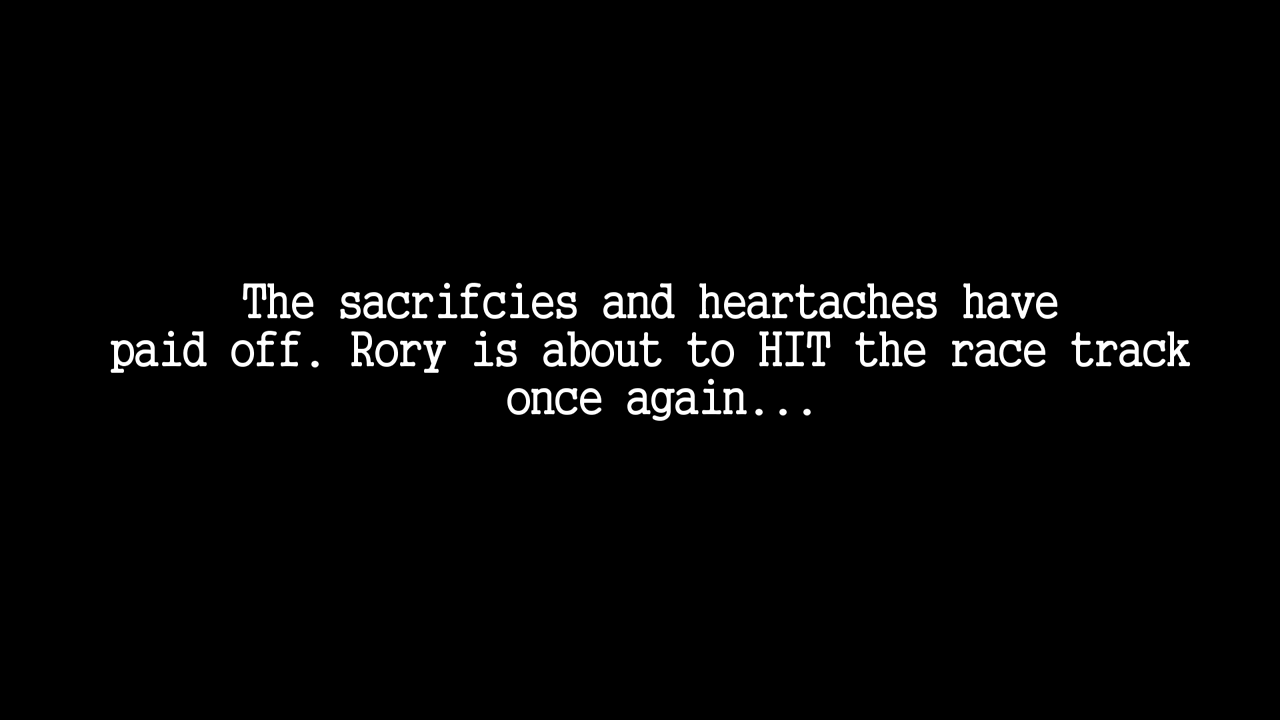 The sacrifcies and heartaches have
paid off. Rory is about to HIT the race track
once again...